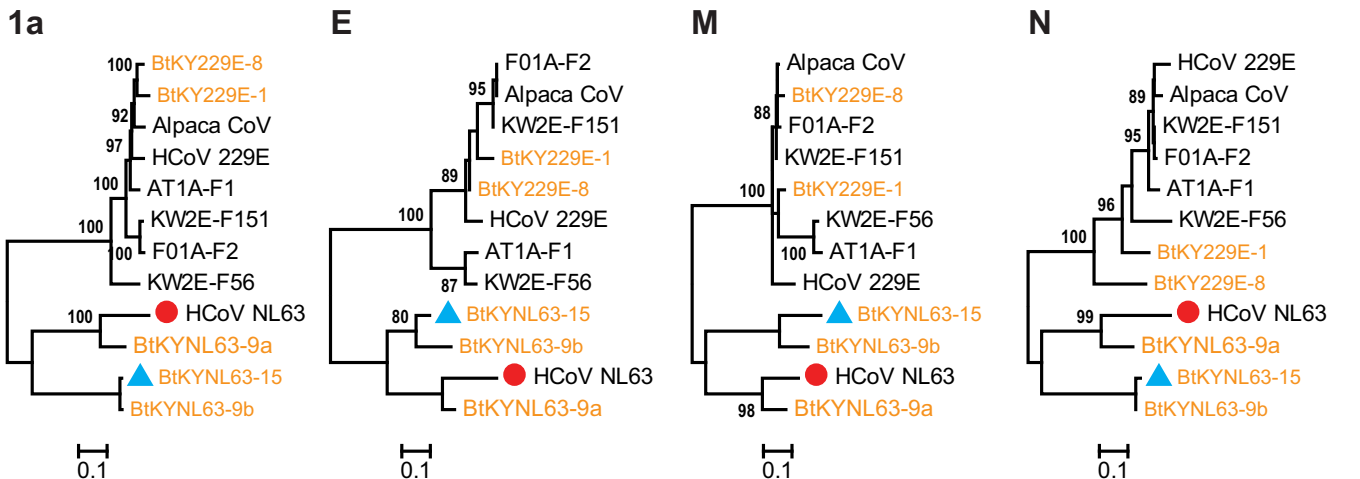 1a
100
BtKY229E-8
BtKY229E-1
92
Alpaca CoV
97
HCoV 229E
100
AT1A-F1
100
KW2E-F151
100
F01A-F2
KW2E-F56
100
HCoV NL63
BtKYNL63-9a
BtKYNL63-15
BtKYNL63-9b
0.1
E
F01A-F2
95
Alpaca CoV
KW2E-F151
BtKY229E-1
89
BtKY229E-8
100
HCoV 229E
AT1A-F1
87
KW2E-F56
80
BtKYNL63-15
BtKYNL63-9b
HCoV NL63
BtKYNL63-9a
0.1
M
Alpaca CoV
BtKY229E-8
88
F01A-F2
KW2E-F151
100
BtKY229E-1
KW2E-F56
100
AT1A-F1
HCoV 229E
BtKYNL63-15
BtKYNL63-9b
HCoV NL63
98
BtKYNL63-9a
0.1
N
HCoV 229E
89
Alpaca CoV
KW2E-F151
95
F01A-F2
AT1A-F1
96
KW2E-F56
100
BtKY229E-1
BtKY229E-8
99
HCoV NL63
BtKYNL63-9a
BtKYNL63-15
BtKYNL63-9b
0.1